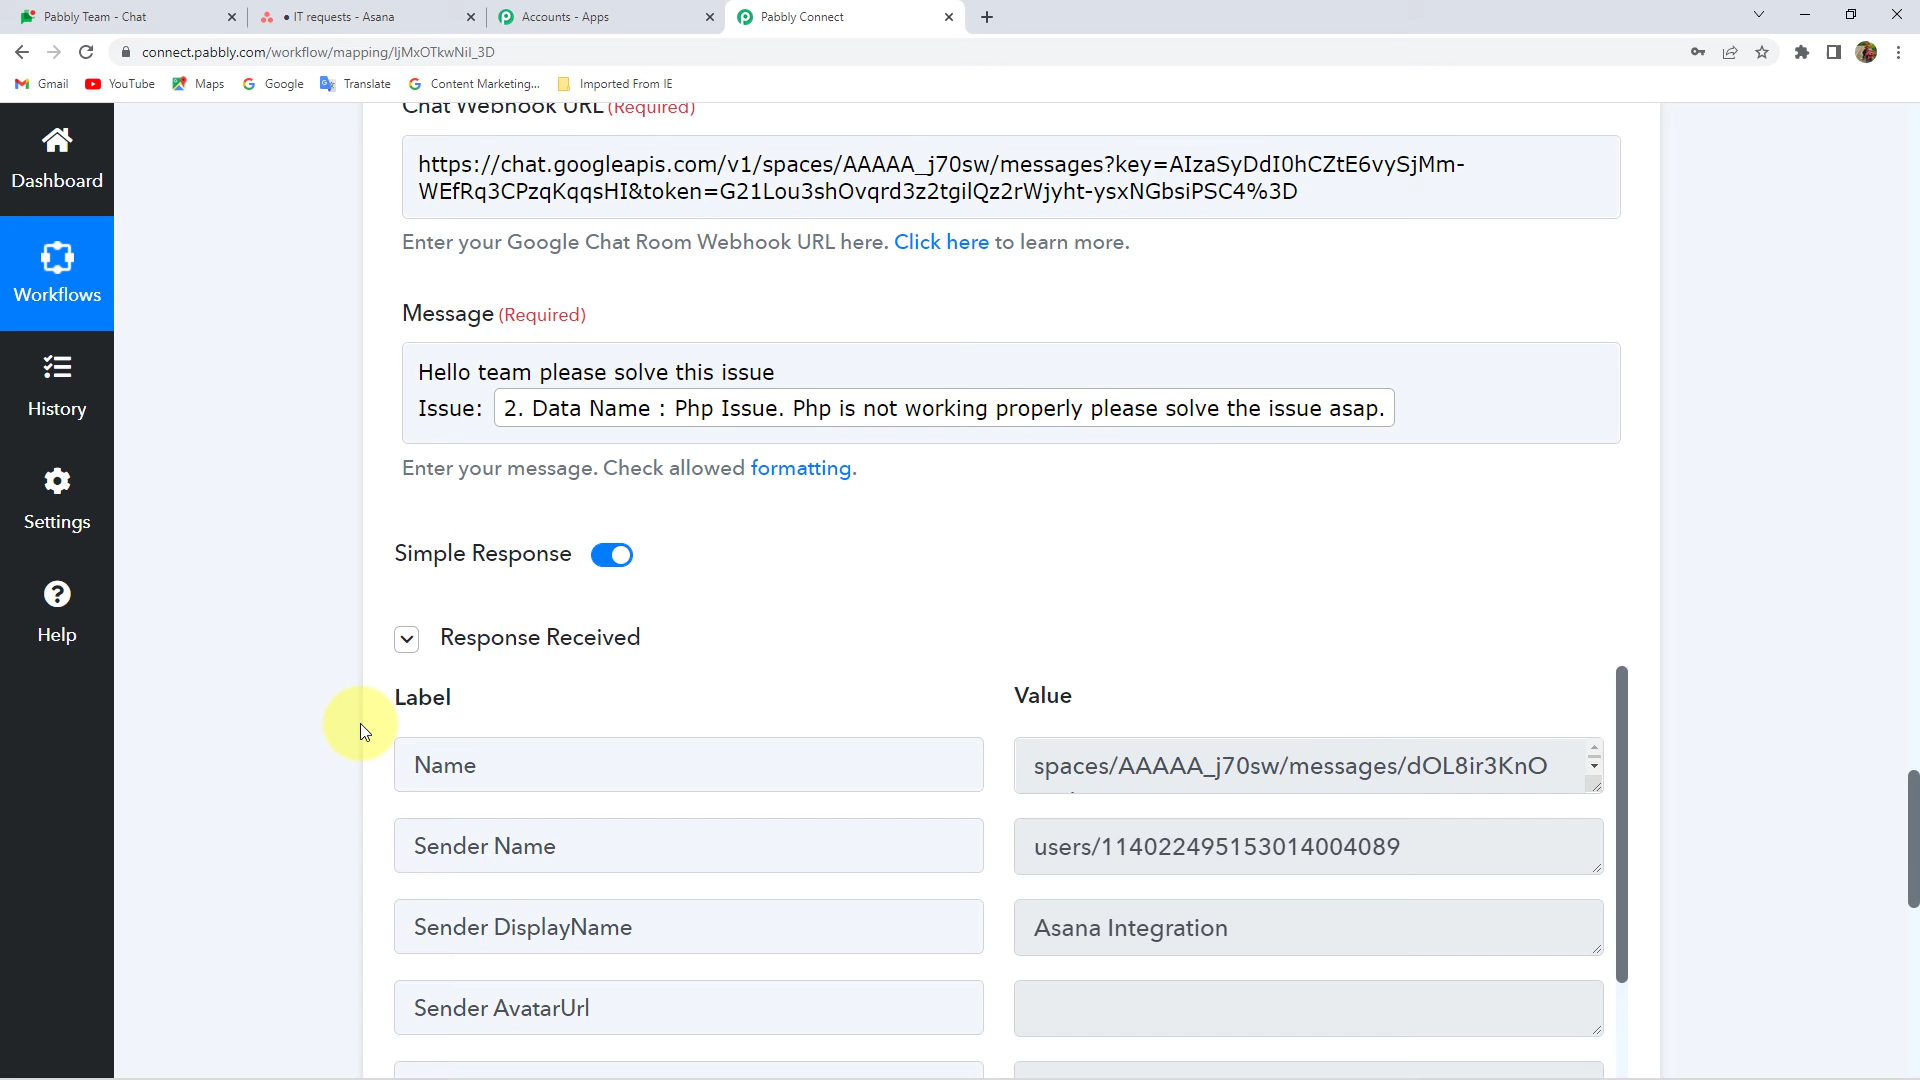 Pabbly Team - Chat
● IT requests - Asana
Accounts - Apps
Pabbly Connect
connect.pabbly.com/workflow/mapping/IjMxOTkwNiI_3D
Gmail
YouTube
Maps
Google
Translate
Content Marketing...
Imported From IE
Dashboard
Workflows
History
Settings
Help
Chat Webhook URL (Required)
https://chat.googleapis.com/v1/spaces/AAAAA_j70sw/messages?key=AIzaSyDdI0hCZtE6vySjMm-
WEfRq3CPzqKqqsHI&token=G21Lou3shOvqrd3z2tgilQz2rWjyht-ysxNGbsiPSC4%3D
Enter your Google Chat Room Webhook URL here. Click here to learn more.
Message (Required)
Hello team please solve this issue
Issue: 2. Data Name : Php Issue. Php is not working properly please solve the issue asap.
Enter your message. Check allowed formatting.
Simple Response
Response Received
Label
Value
Name
spaces/AAAAA_j70sw/messages/dOL8ir3KnO
Sender Name
users/114022495153014004089
Sender DisplayName
Asana Integration
Sender AvatarUrl